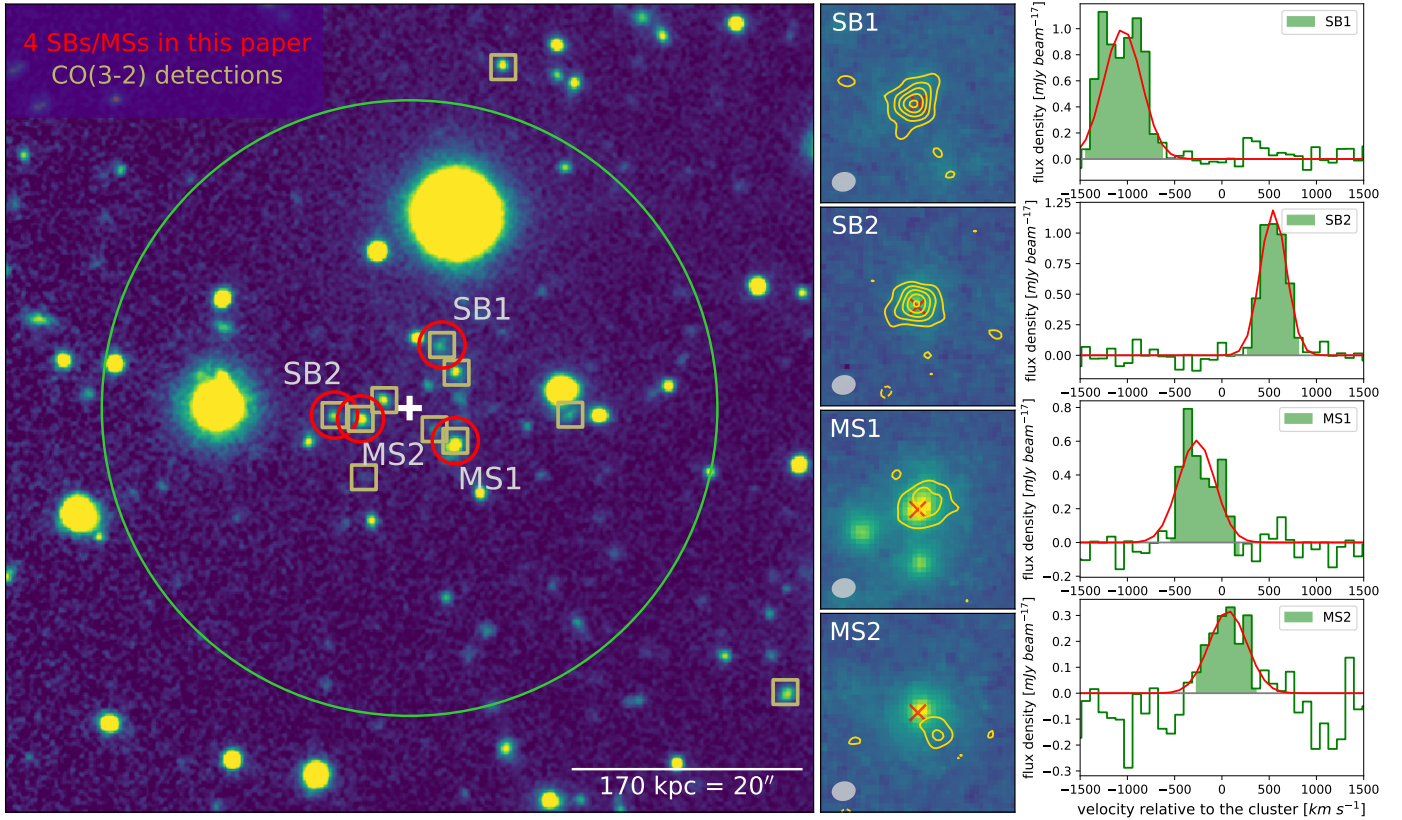 4 SBs/MSs in this paper
CO(3-2) detections
SB1
SB2
MS2
MS1
170 kpc = 20″
SB1
SB2
MS1
MS2
flux density [mJy beam⁻¹⁷]
1.0
0.8
0.6
0.4
0.2
0.0
SB1
−1500 −1000 −500 0 500 1000 1500
flux density [mJy beam⁻¹⁷]
1.25
1.00
0.75
0.50
0.25
0.00
SB2
−1500 −1000 −500 0 500 1000 1500
flux density [mJy beam⁻¹⁷]
0.8
0.6
0.4
0.2
0.0
−0.2
MS1
−1500 −1000 −500 0 500 1000 1500
flux density [mJy beam⁻¹⁷]
0.3
0.2
0.1
0.0
−0.1
−0.2
−0.3
MS2
−1500 −1000 −500 0 500 1000 1500
velocity relative to the cluster [km s⁻¹]